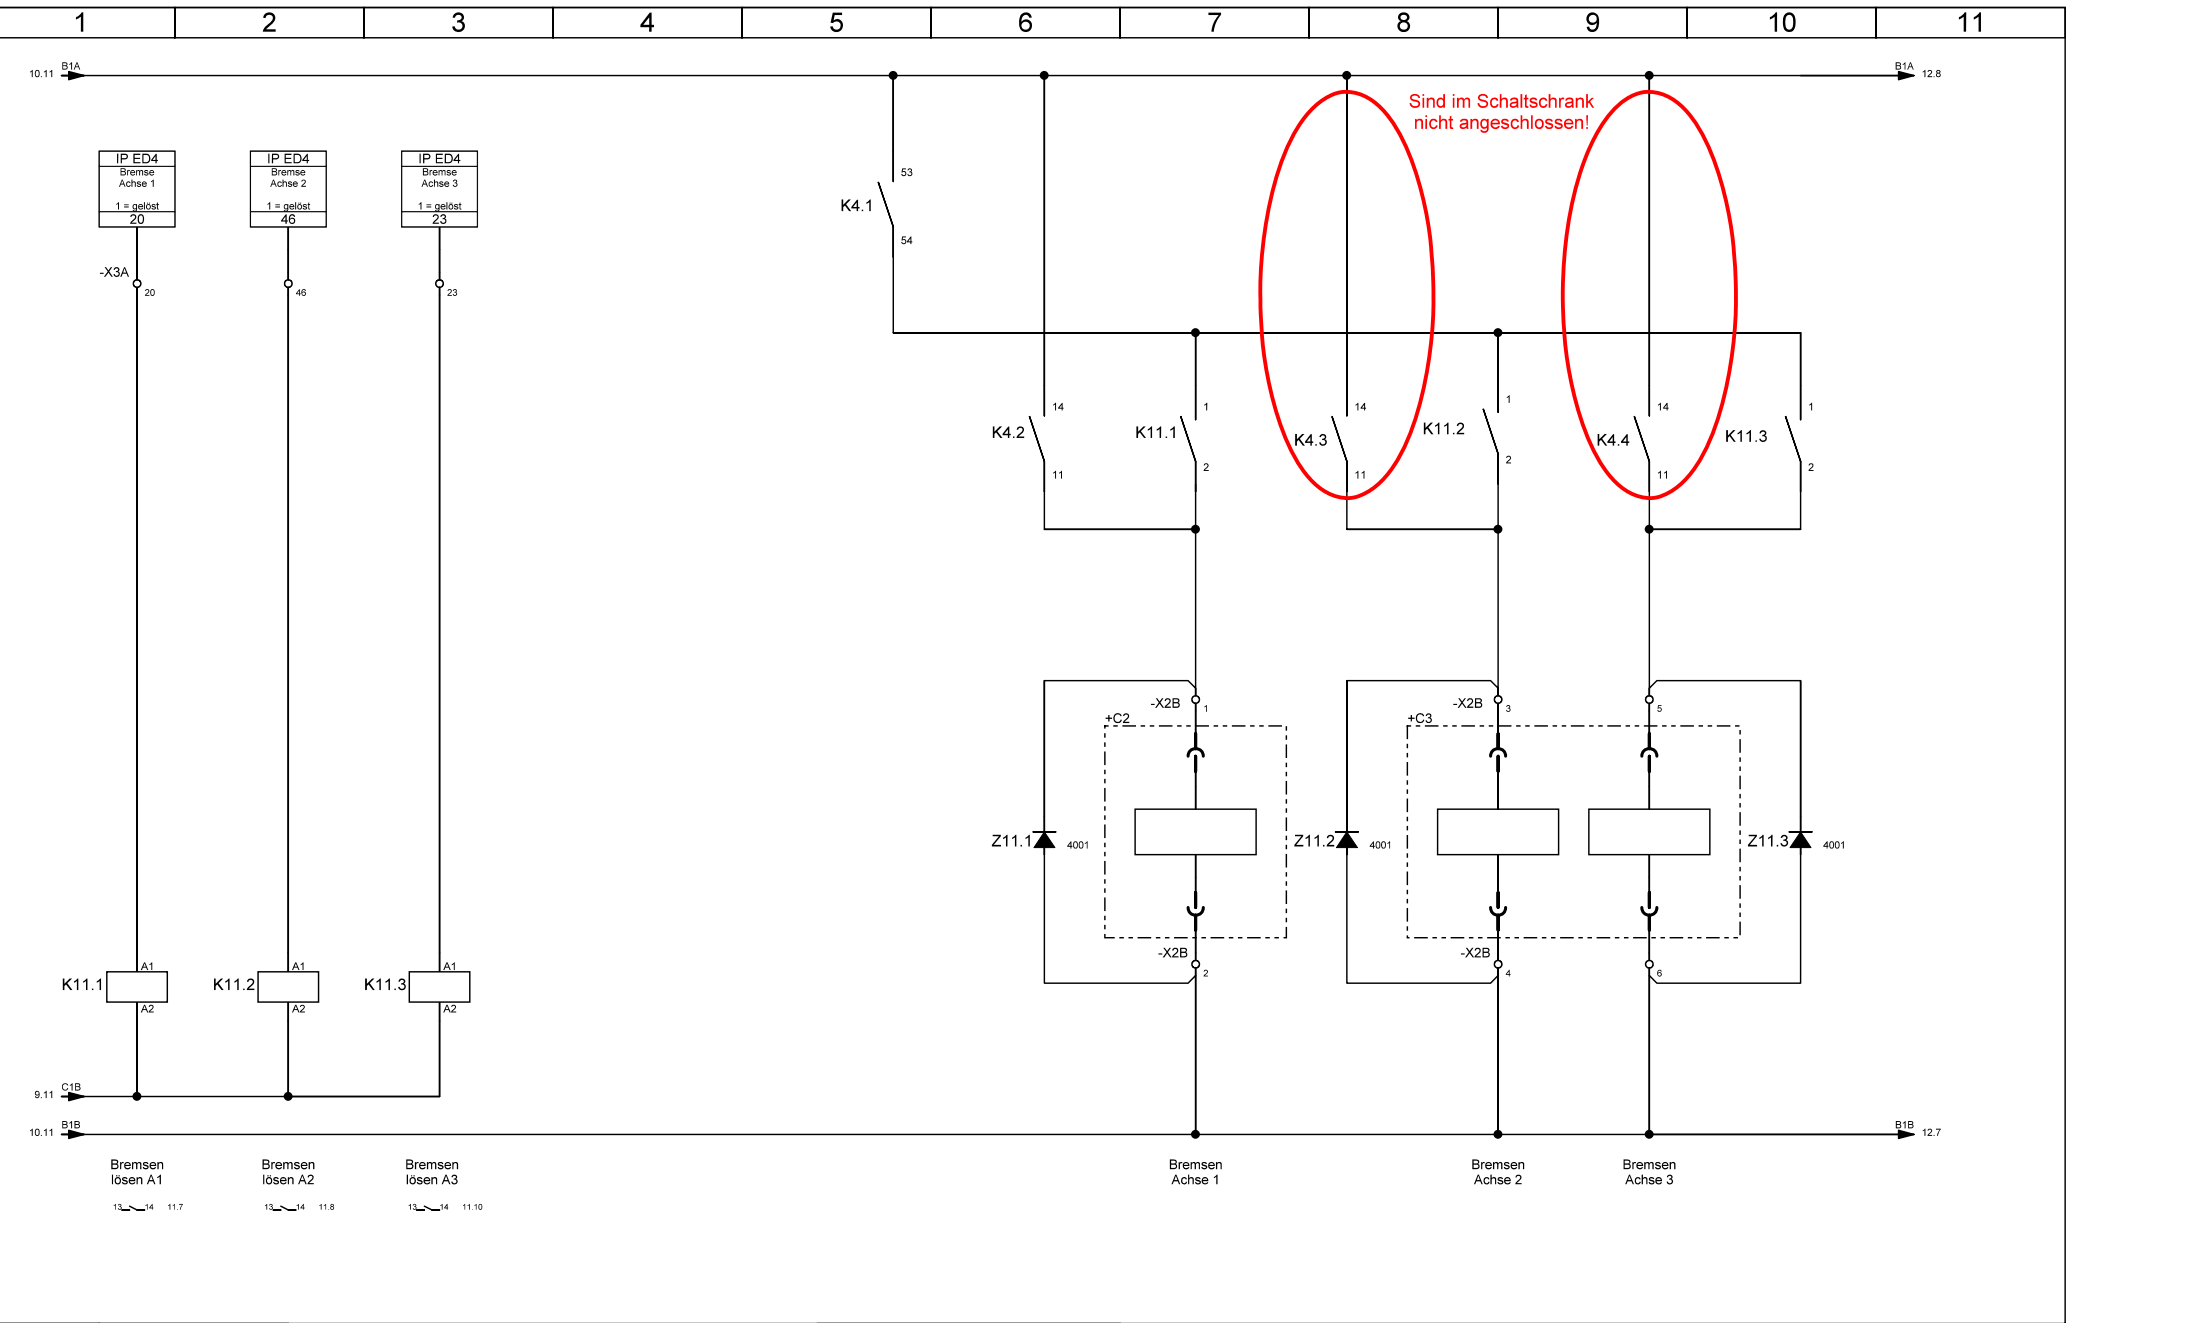 1 2 3 4 5 6 7 8 9 10 11
10.11 B1A
B1A 12.8
Sind im Schaltschrank
nicht angeschlossen!
IP ED4
Bremse
Achse 1
1 = gelöst
20
IP ED4
Bremse
Achse 2
1 = gelöst
46
IP ED4
Bremse
Achse 3
1 = gelöst
23
-X3A
20
46
23
53
K4.1
54
14
K4.2
11
1
K11.1
2
14
K4.3
11
1
K11.2
2
14
K4.4
11
1
K11.3
2
-X2B
1
+C2
-X2B
3
+C3
5
Z11.1
4001
Z11.2
4001
Z11.3
4001
-X2B
2
-X2B
4
6
A1
K11.1
A2
A1
K11.2
A2
A1
K11.3
A2
9.11 C1B
10.11 B1B
B1B 12.7
Bremsen
lösen A1
13 14 11.7
Bremsen
lösen A2
13 14 11.8
Bremsen
lösen A3
13 14 11.10
Bremsen
Achse 1
Bremsen
Achse 2
Bremsen
Achse 3